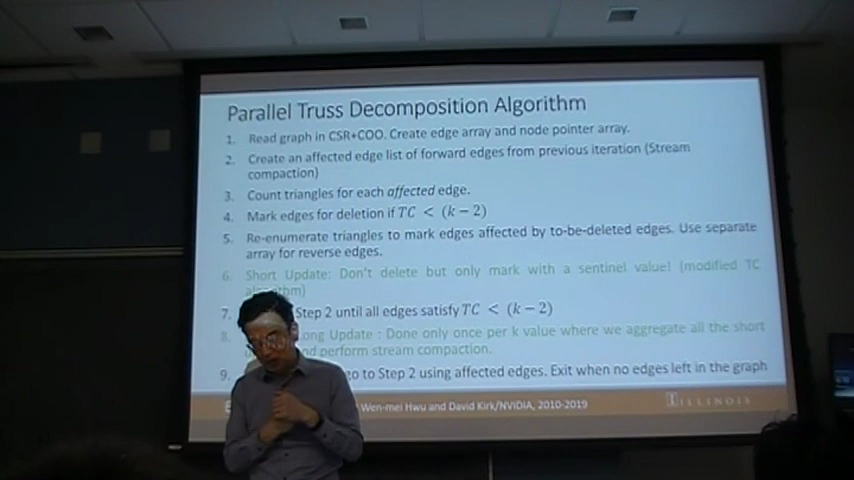 Parallel Truss Decomposition Algorithm
1. Read graph in CSR+COO. Create edge array and node pointer array.
2. Create an affected edge list of forward edges from previous iteration (Stream
compaction)
3. Count triangles for each affected edge.
4. Mark edges for deletion if TC < (k − 2)
5. Re-enumerate triangles to mark edges affected by to-be-deleted edges. Use separate
array for reverse edges.
6. Short Update: Don't delete but only mark with a sentinel value! (modified TC
7. Step 2 until all edges satisfy TC < (k − 2)
8. ong Update : Done only once per k value where we aggregate all the short
nd perform stream compaction.
9. go to Step 2 using affected edges. Exit when no edges left in the graph
Wen-mei Hwu and David Kirk/NVIDIA, 2010-2019
ILLINOIS